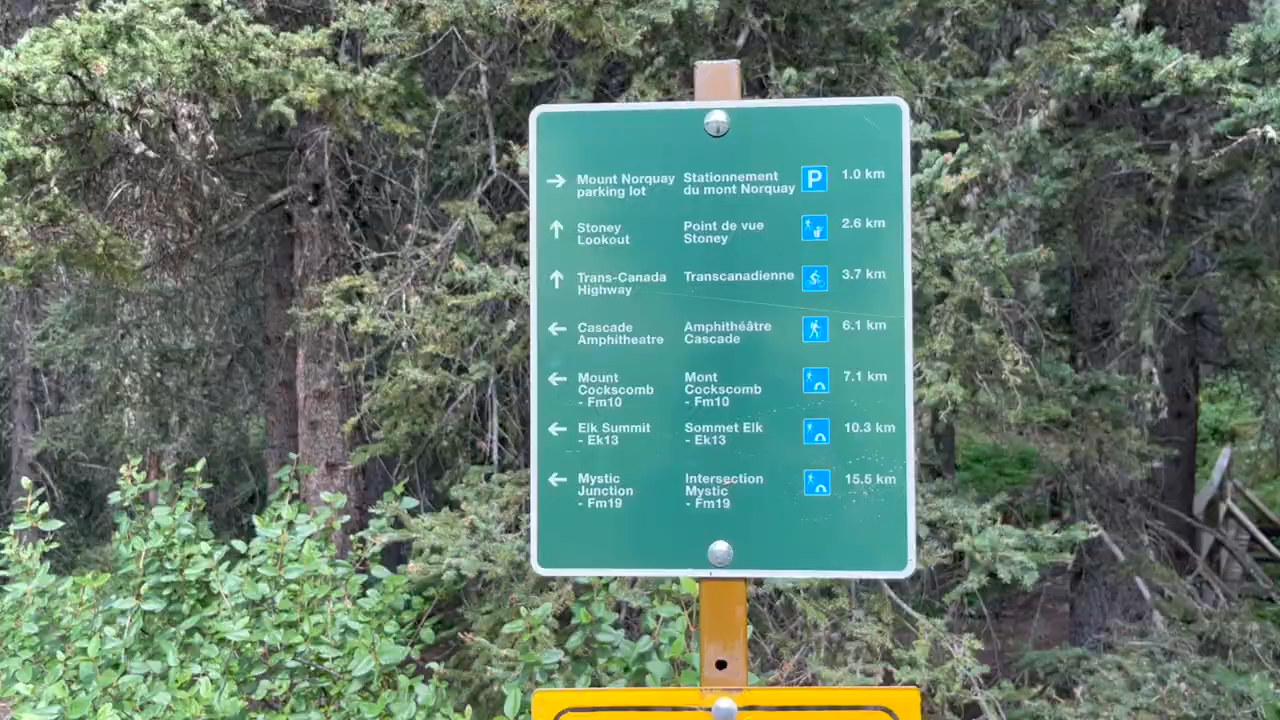 → Mount Norquay Stationnement P 1.0 km
parking lot du mont Norquay
↑ Stoney Point de vue 2.6 km
Lookout Stoney
↑ Trans-Canada Transcanadienne 3.7 km
Highway
← Cascade Amphithéâtre 6.1 km
Amphitheatre Cascade
← Mount Mont 7.1 km
Cockscomb Cockscomb
- Fm10 - Fm10
← Elk Summit Sommet Elk 10.3 km
- Ek13 - Ek13
← Mystic Intersection 15.5 km
Junction Mystic
- Fm19 - Fm19